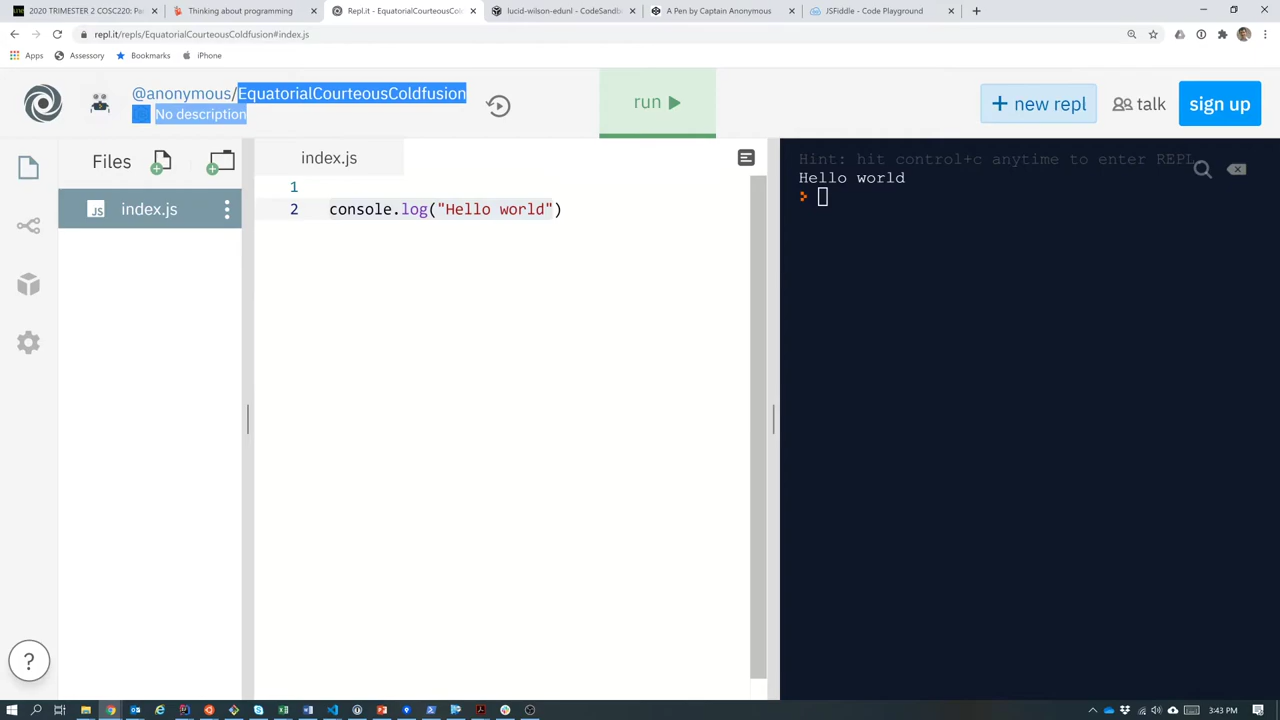 2020 TRIMESTER 2 COSC220: Pa
Thinking about programming
Repl.it - EquatorialCourteousCol
lucid-wilson-edunl - CodeSandb
A Pen by Captain Anonymous
JSFiddle - Code Playground
repl.it/repls/EquatorialCourteousColdfusion#index.js
Apps
Assessory
Bookmarks
iPhone
@anonymous/EquatorialCourteousColdfusion
No description
run
+ new repl
talk
sign up
Files
index.js
JS index.js
1
2 console.log("Hello world")
Hint: hit control+c anytime to enter REPL.
Hello world
?
3:43 PM